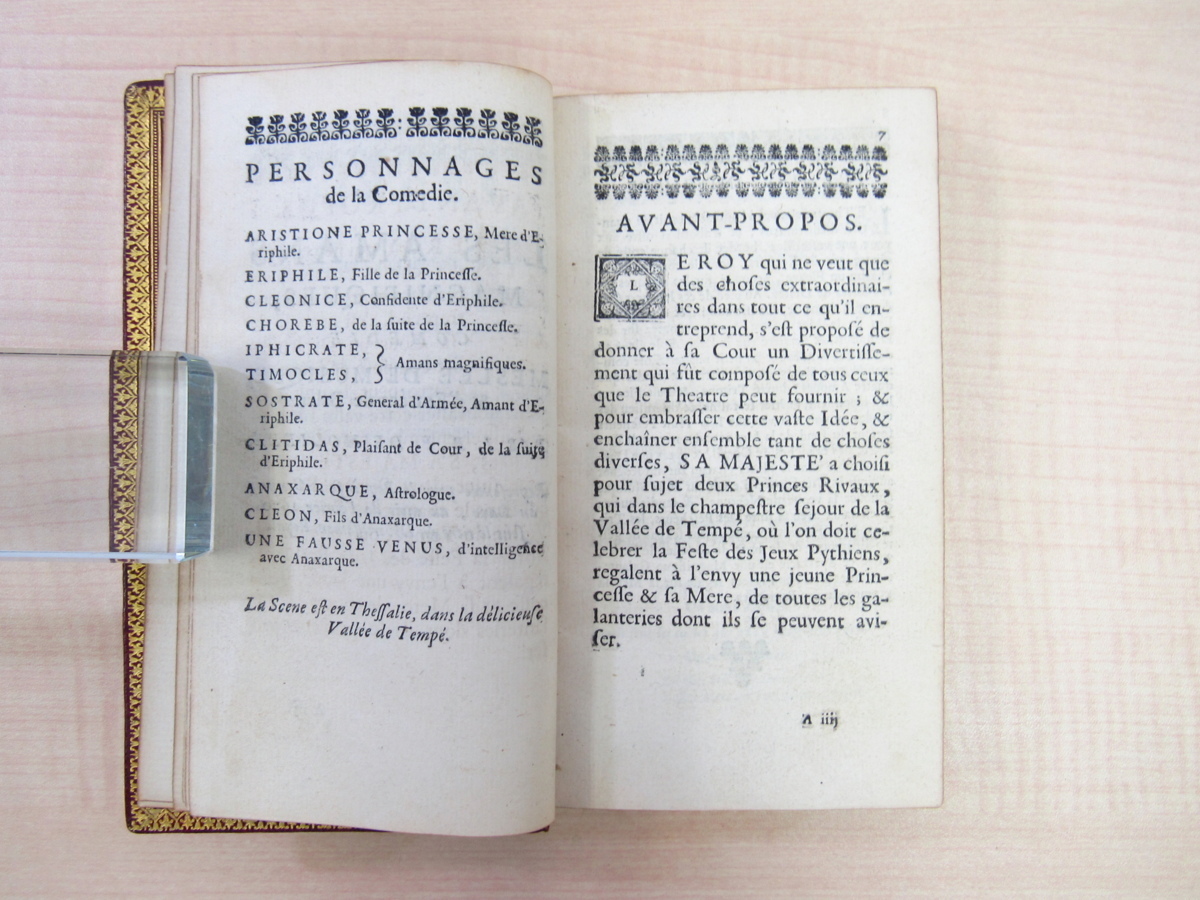 PERSONNAGES
de la Comedie.
ARISTIONE PRINCESSE, Mere d'E-
riphile.
ERIPHILE, Fille de la Princeſſe.
CLEONICE, Confidente d'Eriphile.
CHOREBE, de la ſuite de la Princeſſe.
IPHICRATE,
TIMOCLES,
} Amans magnifiques.
SOSTRATE, General d'Armée, Amant d'E-
riphile.
CLITIDAS, Plaiſant de Cour, de la ſuite
d'Eriphile.
ANAXARQUE, Aſtrologue.
CLEON, Fils d'Anaxarque.
UNE FAUSSE VENUS, d'intelligence
avec Anaxarque.
La Scene eſt en Theſſalie, dans la délicieuſe
Vallée de Tempé.
7
AVANT-PROPOS.
LE ROY qui ne veut que
des choſes extraordinai-
res dans tout ce qu'il en-
treprend, s'eſt propoſé de
donner à ſa Cour un Divertiſſe-
ment qui fût compoſé de tous ceux
que le Theatre peut fournir ; &
pour embraſſer cette vaſte Idée, &
enchaîner enſemble tant de choſes
diverſes, SA MAJESTE' a choiſi
pour ſujet deux Princes Rivaux,
qui dans le champeſtre ſejour de la
Vallée de Tempé, où l'on doit ce-
lebrer la Feſte des Jeux Pythiens,
regalent à l'envy une jeune Prin-
ceſſe & ſa Mere, de toutes les ga-
lanteries dont ils ſe peuvent avi-
ſer.
A iiij